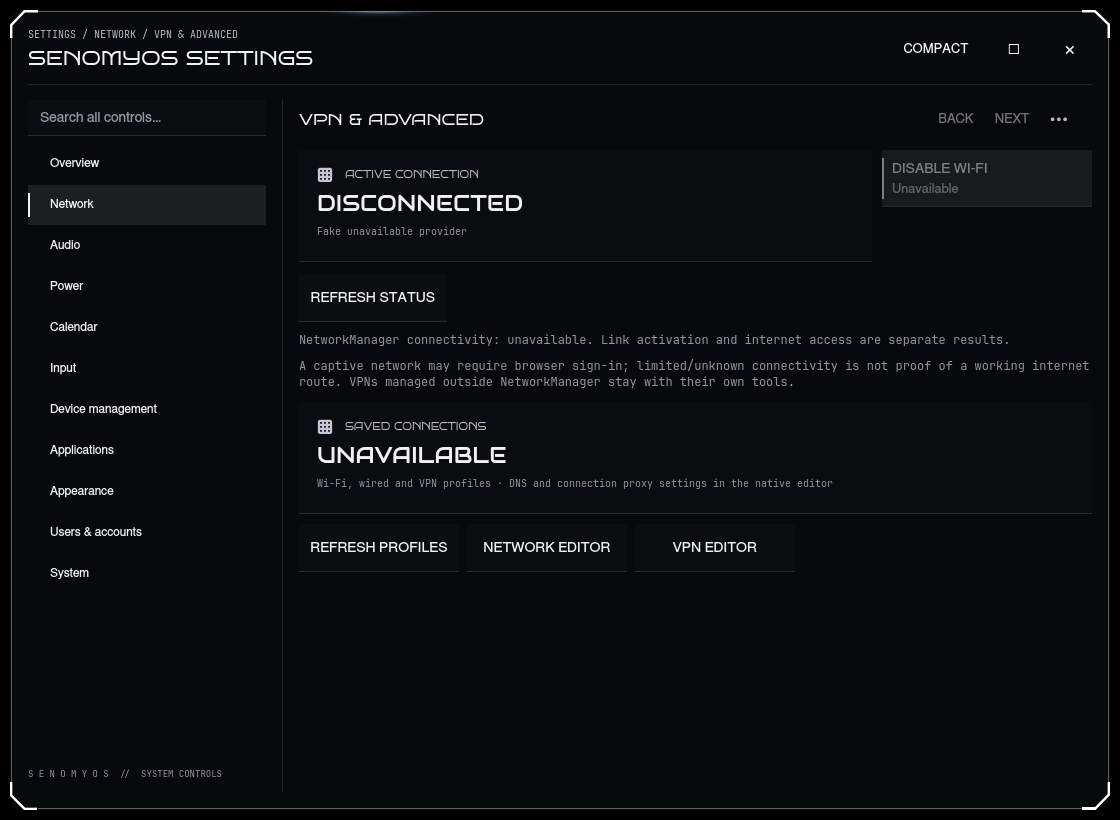 SETTINGS / NETWORK / VPN & ADVANCED
SENOMYOS SETTINGS
COMPACT
Search all controls...
Overview
Network
Audio
Power
Calendar
Input
Device management
Applications
Appearance
Users & accounts
System
SENOMYOS // SYSTEM CONTROLS
VPN & ADVANCED
BACK NEXT
ACTIVE CONNECTION
DISCONNECTED
Fake unavailable provider
DISABLE WI-FI
Unavailable
REFRESH STATUS
NetworkManager connectivity: unavailable. Link activation and internet access are separate results.
A captive network may require browser sign-in; limited/unknown connectivity is not proof of a working internet
route. VPNs managed outside NetworkManager stay with their own tools.
SAVED CONNECTIONS
UNAVAILABLE
Wi-Fi, wired and VPN profiles · DNS and connection proxy settings in the native editor
REFRESH PROFILES NETWORK EDITOR VPN EDITOR